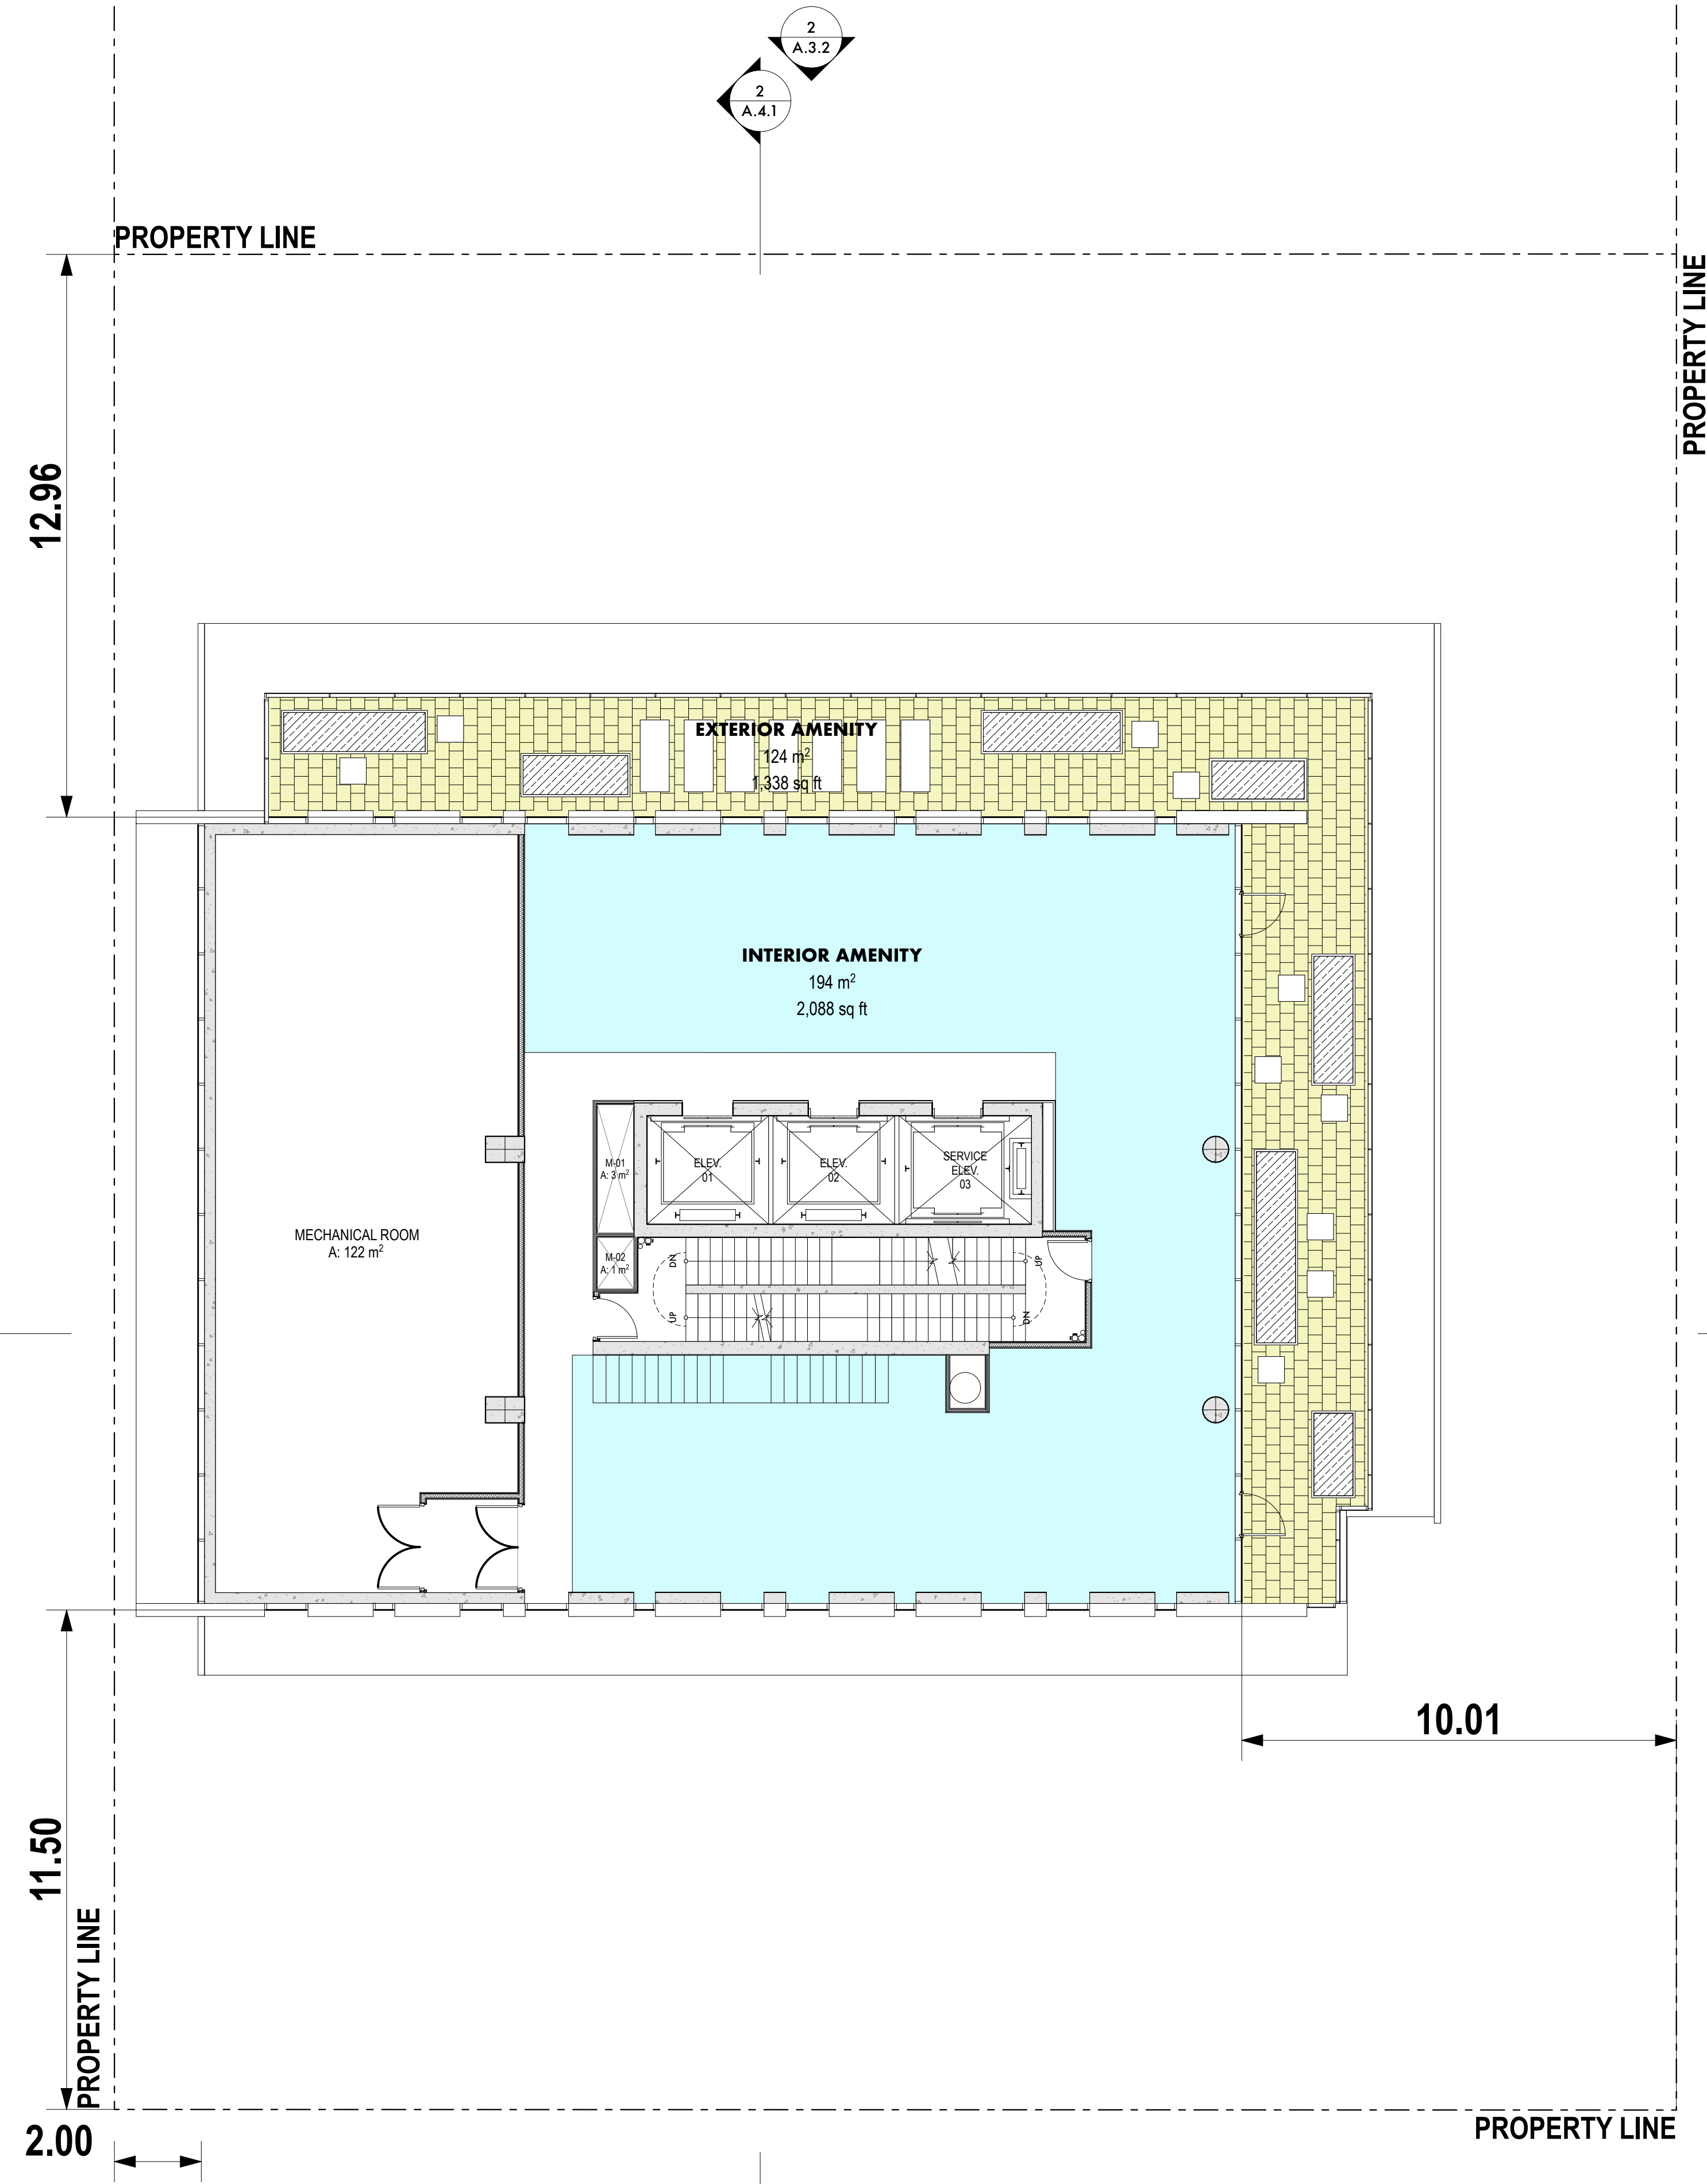 2
A.3.2
2
A.4.1
PROPERTY LINE
PROPERTY LINE
12.96
EXTERIOR AMENITY
124 m²
1,338 sq ft
INTERIOR AMENITY
194 m²
2,088 sq ft
M-01
A: 3 m²
ELEV.
01
ELEV.
02
SERVICE
ELEV.
03
MECHANICAL ROOM
A: 122 m²
M-02
A: 1 m²
DN
UP
UP
DN
10.01
11.50
PROPERTY LINE
2.00
PROPERTY LINE